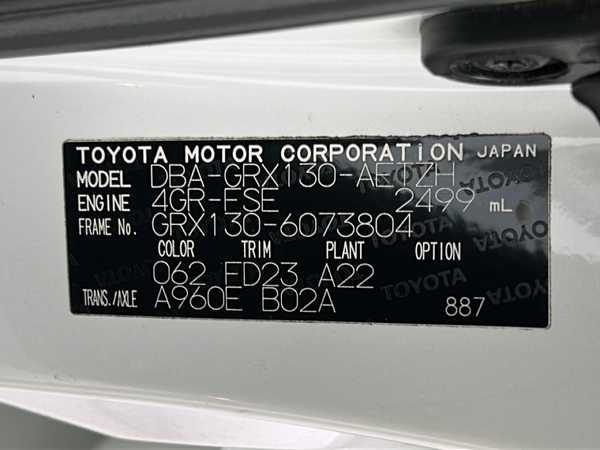 TOYOTA MOTOR CORPORATION JAPAN
MODEL DBA-GRX130-AETZH
ENGINE 4GR-FSE 2499 mL
FRAME No. GRX130-6073804
COLOR TRIM PLANT OPTION
062 FD23 A22
TRANS./AXLE A960E B02A 887